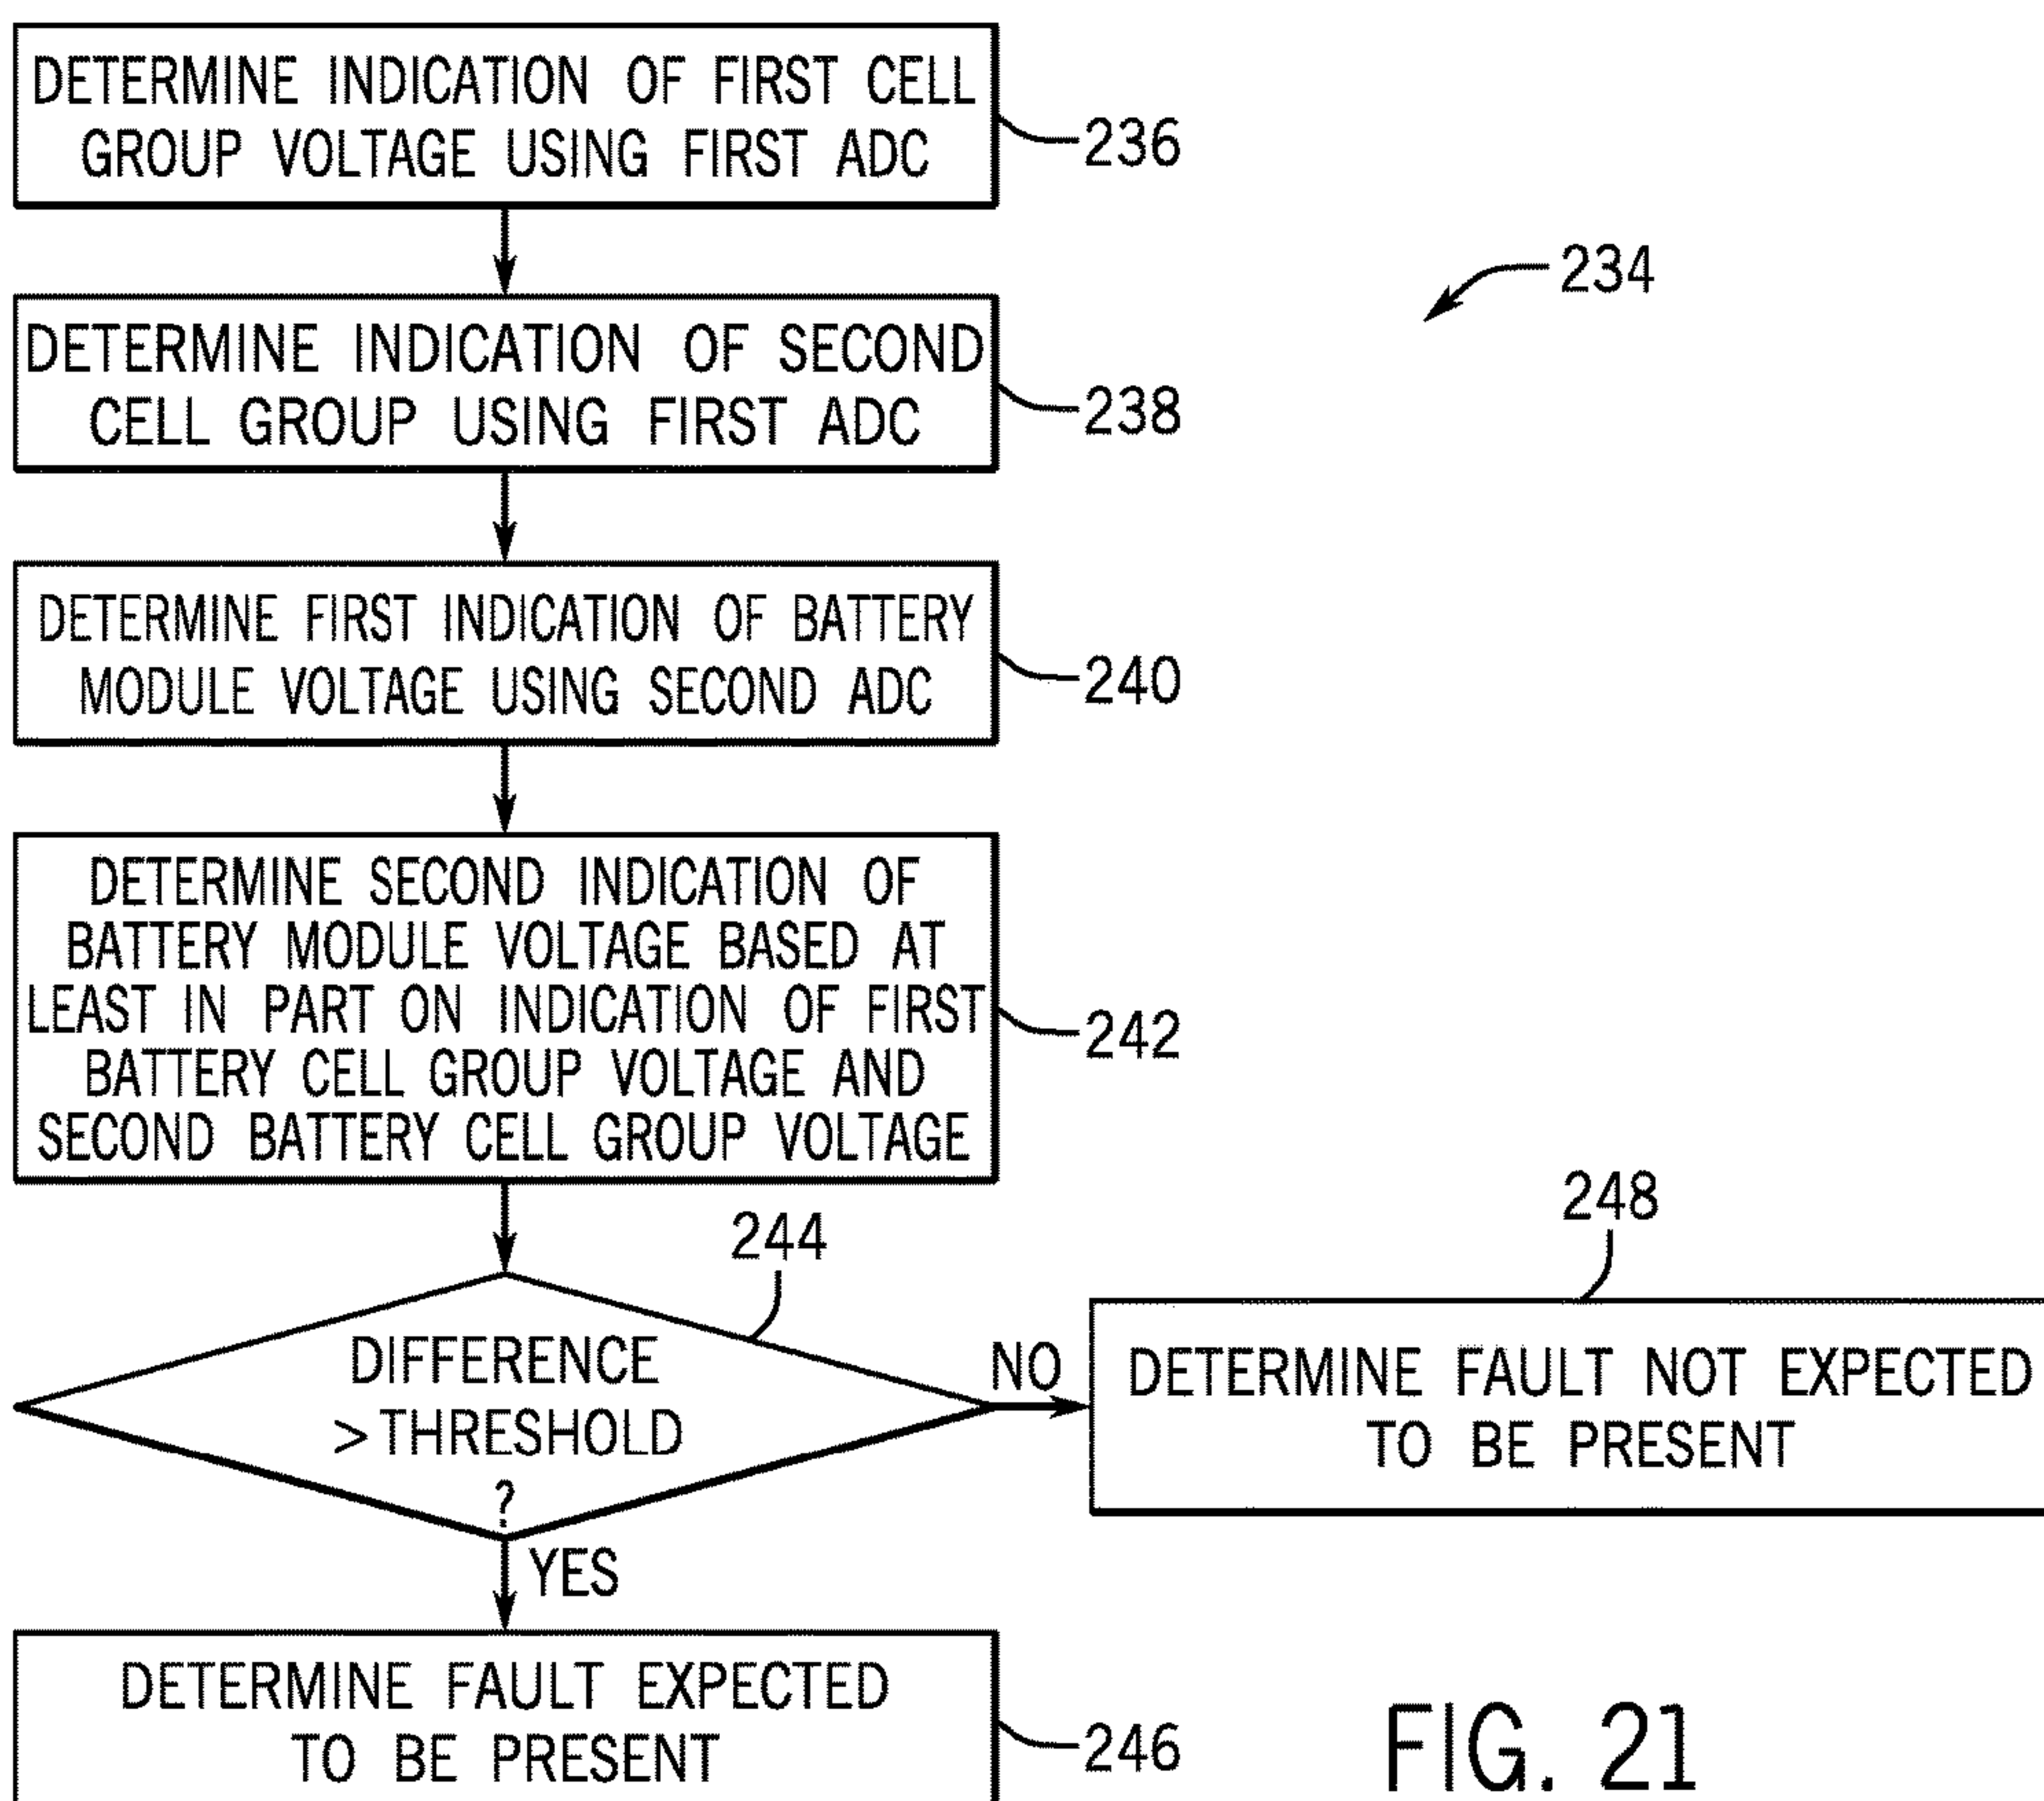 DETERMINE INDICATION OF FIRST CELL
GROUP VOLTAGE USING FIRST ADC
236
234
DETERMINE INDICATION OF SECOND
CELL GROUP USING FIRST ADC
238
DETERMINE FIRST INDICATION OF BATTERY
MODULE VOLTAGE USING SECOND ADC
240
DETERMINE SECOND INDICATION OF
BATTERY MODULE VOLTAGE BASED AT
LEAST IN PART ON INDICATION OF FIRST
BATTERY CELL GROUP VOLTAGE AND
SECOND BATTERY CELL GROUP VOLTAGE
242
244
DIFFERENCE
> THRESHOLD
?
NO
248
DETERMINE FAULT NOT EXPECTED
TO BE PRESENT
YES
DETERMINE FAULT EXPECTED
TO BE PRESENT
246
FIG. 21